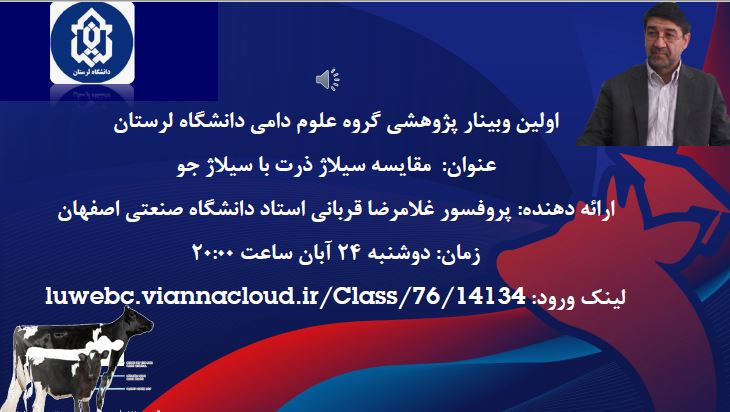 دانشگاه لرستان
اولین وبینار پژوهشی گروه علوم دامی دانشگاه لرستان
عنوان: مقایسه سیلاژ ذرت با سیلاژ جو
ارائه دهنده: پروفسور غلامرضا قربانی استاد دانشگاه صنعتی اصفهان
زمان: دوشنبه ۲۴ آبان ساعت ۲۰:۰۰
لینک ورود: luwebc.viannacloud.ir/Class/76/14134